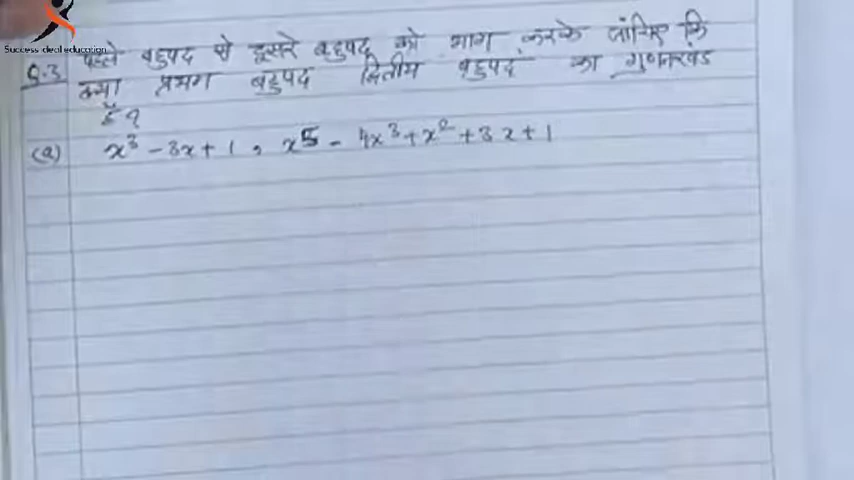 Success deal education
Q.3 पहले बहुपद से दूसरे बहुपद को भाग करके जांचिए कि
क्या प्रथम बहुपद द्वितीय बहुपद का गुणनखंड
है?
(a) x³ - 3x + 1, x⁵ - 4x³ + x² + 3x + 1